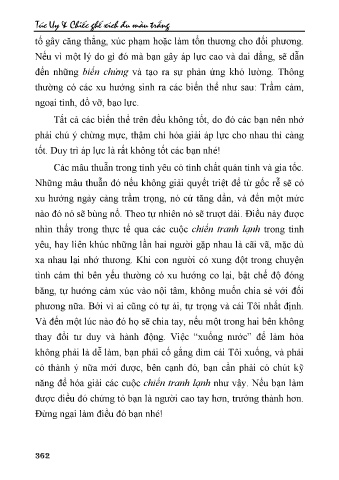 Túc Uy & Chiếc ghế xích đu màu trắng
tố gây căng thẳng, xúc phạm hoặc làm tổn thương cho đối phương.
Nếu vì một lý do gì đó mà bạn gây áp lực cao và dai dẳng, sẽ dẫn
đến những biến chứng và tạo ra sự phản ứng khó lường. Thông
thường có các xu hướng sinh ra các biến thể như sau: Trầm cảm,
ngoại tình, đổ vỡ, bạo lực.
Tất cả các biến thể trên đều không tốt, do đó các bạn nên nhớ
phải chú ý chừng mực, thậm chí hóa giải áp lực cho nhau thì càng
tốt. Duy trì áp lực là rất không tốt các bạn nhé!
Các mâu thuẫn trong tình yêu có tính chất quán tính và gia tốc.
Những mâu thuẫn đó nếu không giải quyết triệt để từ gốc rễ sẽ có
xu hướng ngày càng trầm trọng, nó cứ tăng dần, và đến một mức
nào đó nó sẽ bùng nổ. Theo tự nhiên nó sẽ trượt dài. Điều này được
nhìn thấy trong thực tế qua các cuộc chiến tranh lạnh trong tình
yêu, hay liên khúc những lần hai người gặp nhau là cãi vã, mặc dù
xa nhau lại nhớ thương. Khi con người có xung đột trong chuyện
tình cảm thì bên yếu thường có xu hướng co lại, bật chế độ đóng
băng, tự hướng cảm xúc vào nội tâm, không muốn chia sẻ với đối
phương nữa. Bởi vì ai cũng có tự ái, tự trọng và cái Tôi nhất định.
Và đến một lúc nào đó họ sẽ chia tay, nếu một trong hai bên không
thay đổi tư duy và hành động. Việc “xuống nước” để làm hòa
không phải là dễ làm, bạn phải cố gắng dìm cái Tôi xuống, và phải
có thành ý nữa mới được, bên cạnh đó, bạn cần phải có chút kỹ
năng để hóa giải các cuộc chiến tranh lạnh như vậy. Nếu bạn làm
được điều đó chứng tỏ bạn là người cao tay hơn, trưởng thành hơn.
Đừng ngại làm điều đó bạn nhé!
362